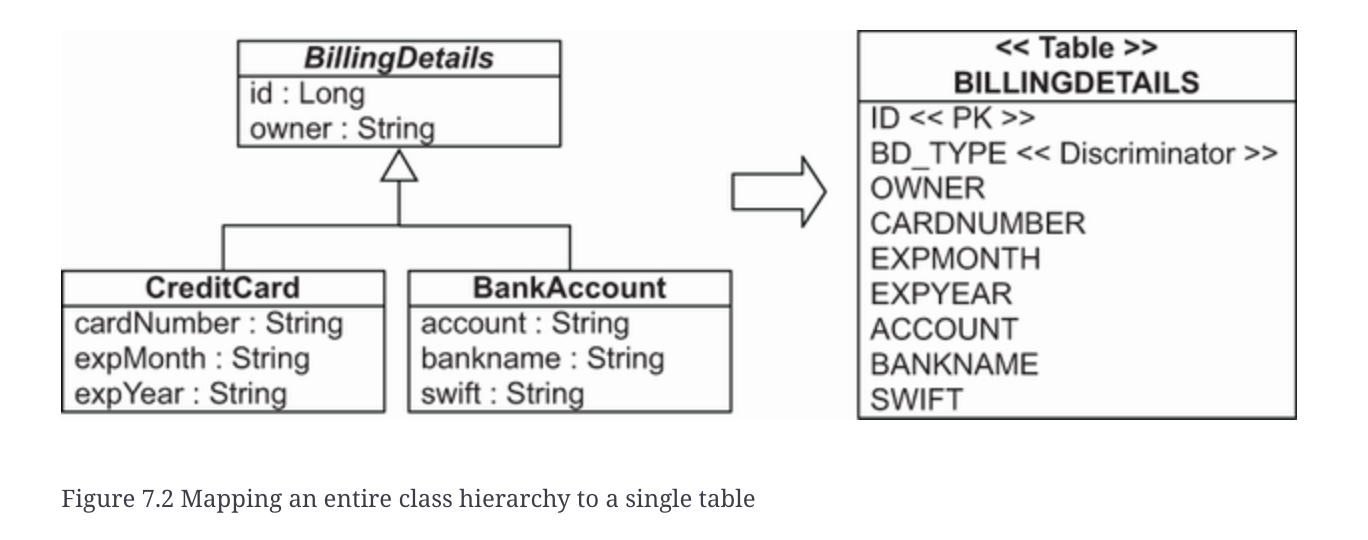 BillingDetails
id : Long
owner : String
CreditCard
cardNumber : String
expMonth : String
expYear : String
BankAccount
account : String
bankname : String
swift : String
<< Table >>
BILLINGDETAILS
ID << PK >>
BD_TYPE << Discriminator >>
OWNER
CARDNUMBER
EXPMONTH
EXPYEAR
ACCOUNT
BANKNAME
SWIFT
Figure 7.2 Mapping an entire class hierarchy to a single table